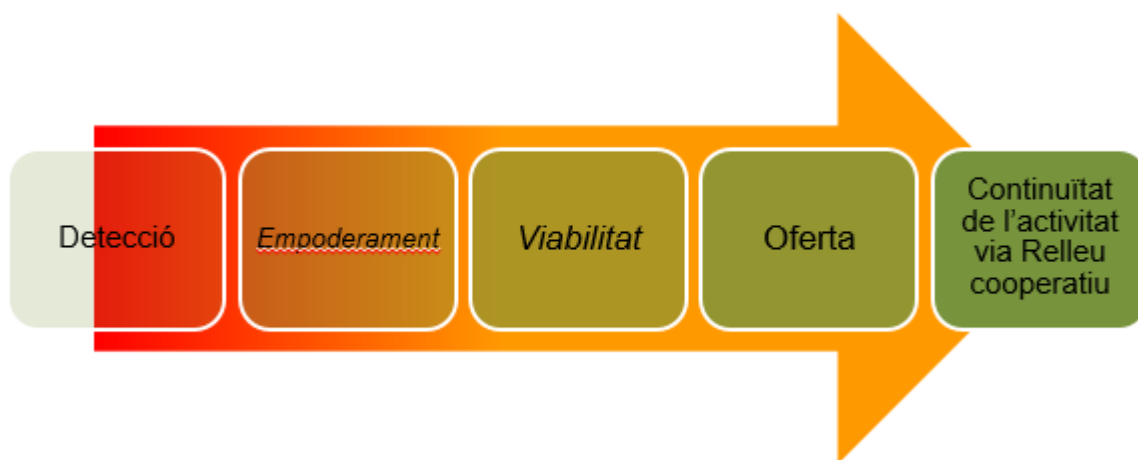 Detecció
Empoderament
Viabilitat
Oferta
Continuïtat
de l’activitat
via Relleu
cooperatiu